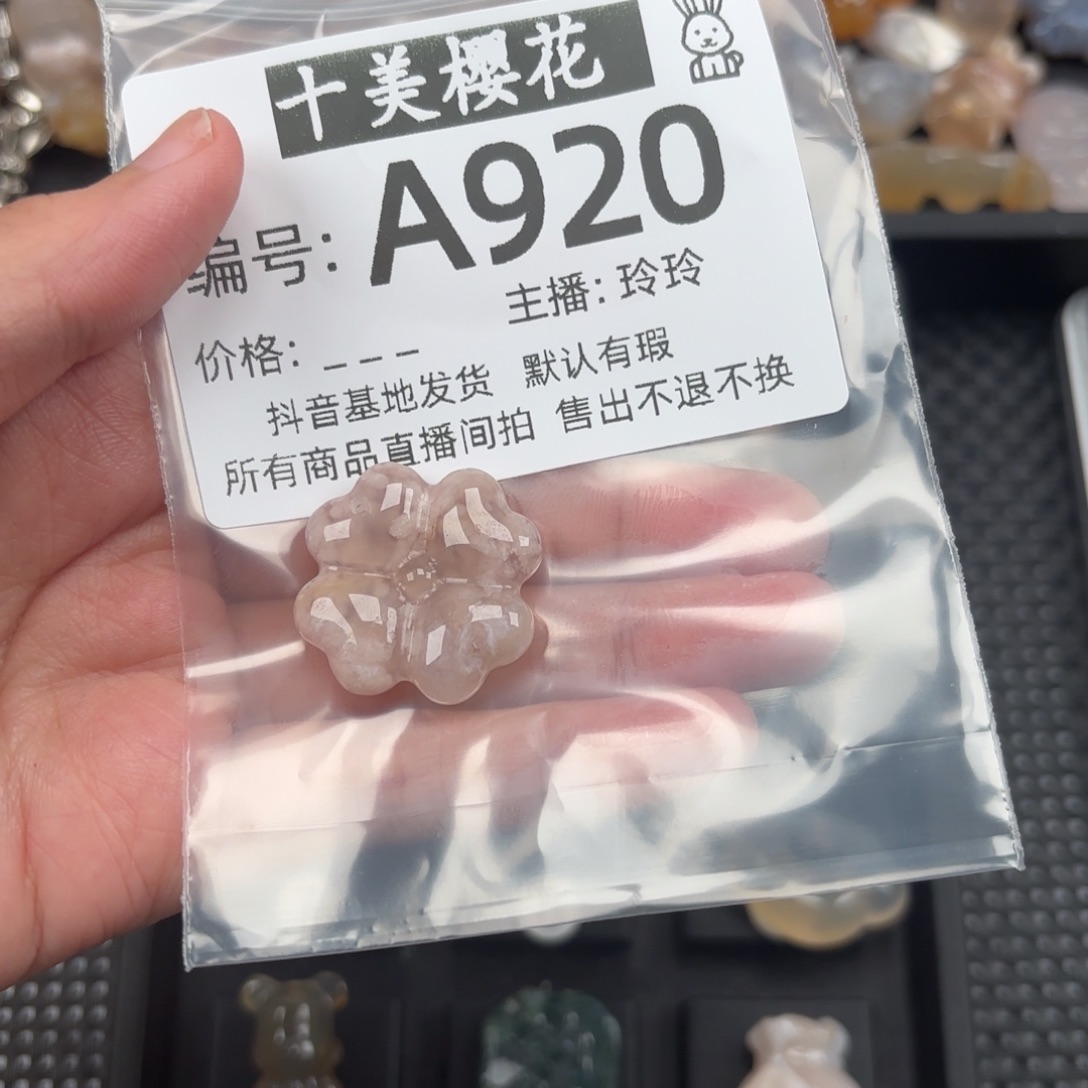 十美樱花
编号：A920
主播：玲玲
价格：_ _ _
抖音基地发货 默认有瑕
所有商品直播间拍 售出不退不换